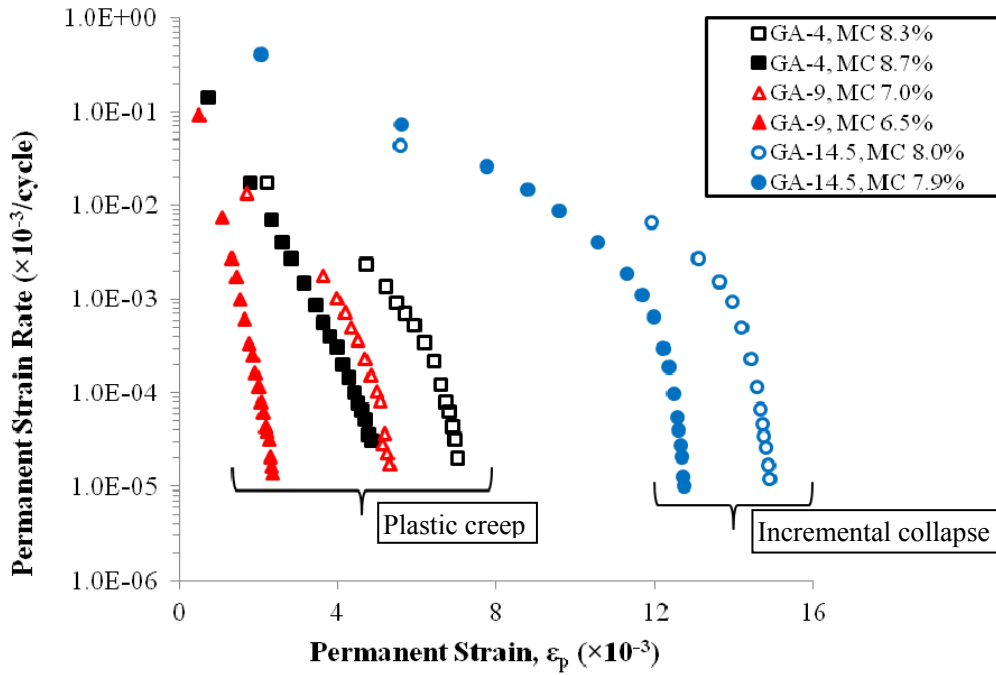 1.0E+00
1.0E-01
1.0E-02
1.0E-03
1.0E-04
1.0E-05
1.0E-06
Permanent Strain Rate (×10⁻³/cycle)
GA-4, MC 8.3%
GA-4, MC 8.7%
GA-9, MC 7.0%
GA-9, MC 6.5%
GA-14.5, MC 8.0%
GA-14.5, MC 7.9%
Plastic creep
Incremental collapse
0 4 8 12 16
Permanent Strain, εₚ (×10⁻³)